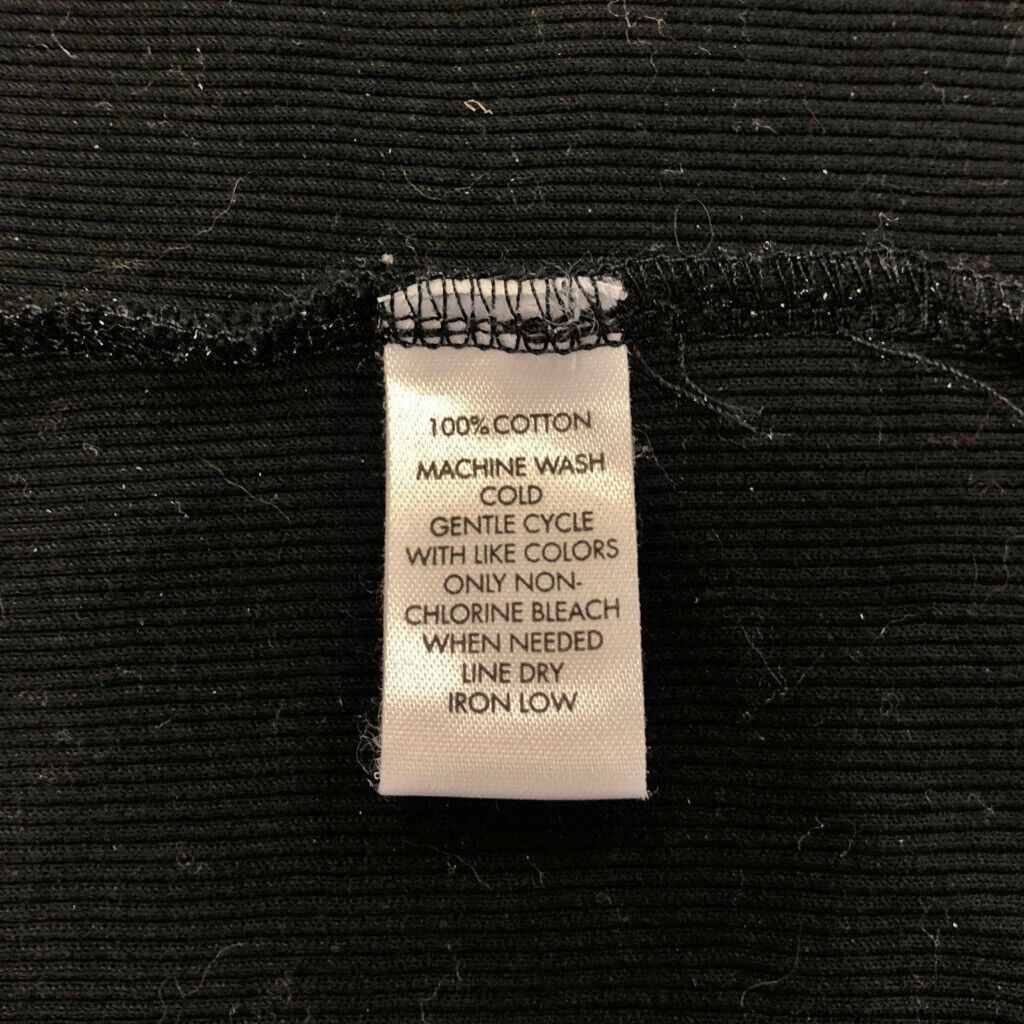 100% COTTON
MACHINE WASH
COLD
GENTLE CYCLE
WITH LIKE COLORS
ONLY NON-
CHLORINE BLEACH
WHEN NEEDED
LINE DRY
IRON LOW